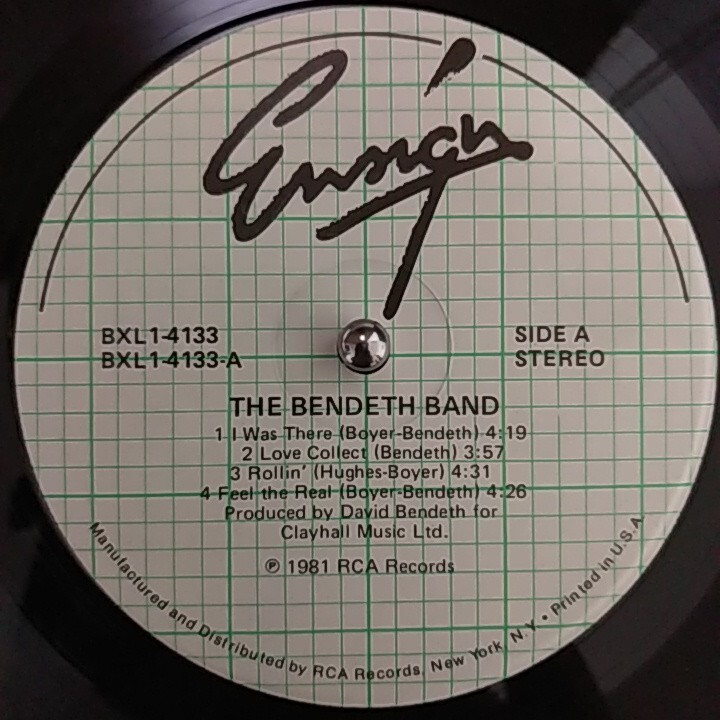 Ensign
BXL1-4133
BXL1-4133-A
SIDE A
STEREO
THE BENDETH BAND
1 I Was There (Boyer-Bendeth) 4:19
2 Love Collect (Bendeth) 3:57
3 Rollin' (Hughes-Boyer) 4:31
4 Feel the Real (Boyer-Bendeth) 4:26
Produced by David Bendeth for
Clayhall Music Ltd.
℗ 1981 RCA Records
Manufactured and Distributed by RCA Records, New York, N.Y. • Printed in U.S.A.